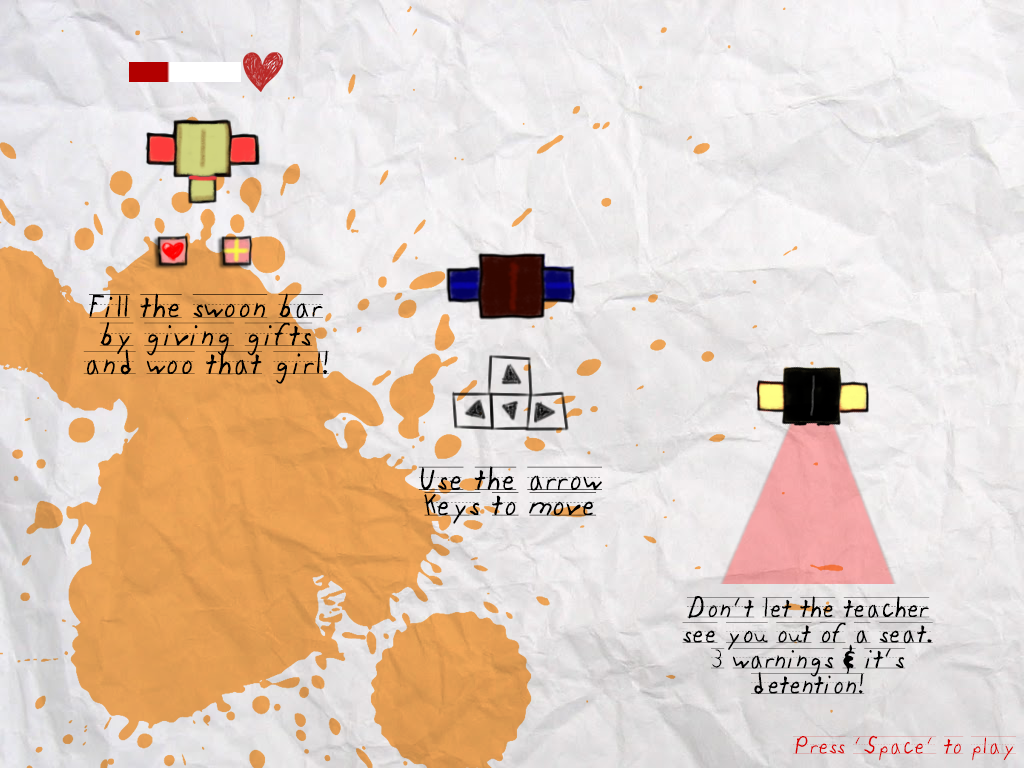 Fill the swoon bar
by giving gifts
and woo that girl!
Use the arrow
Keys to move
Don't let the teacher
see you out of a seat.
3 warnings & it's
detention!
Press 'Space' to play